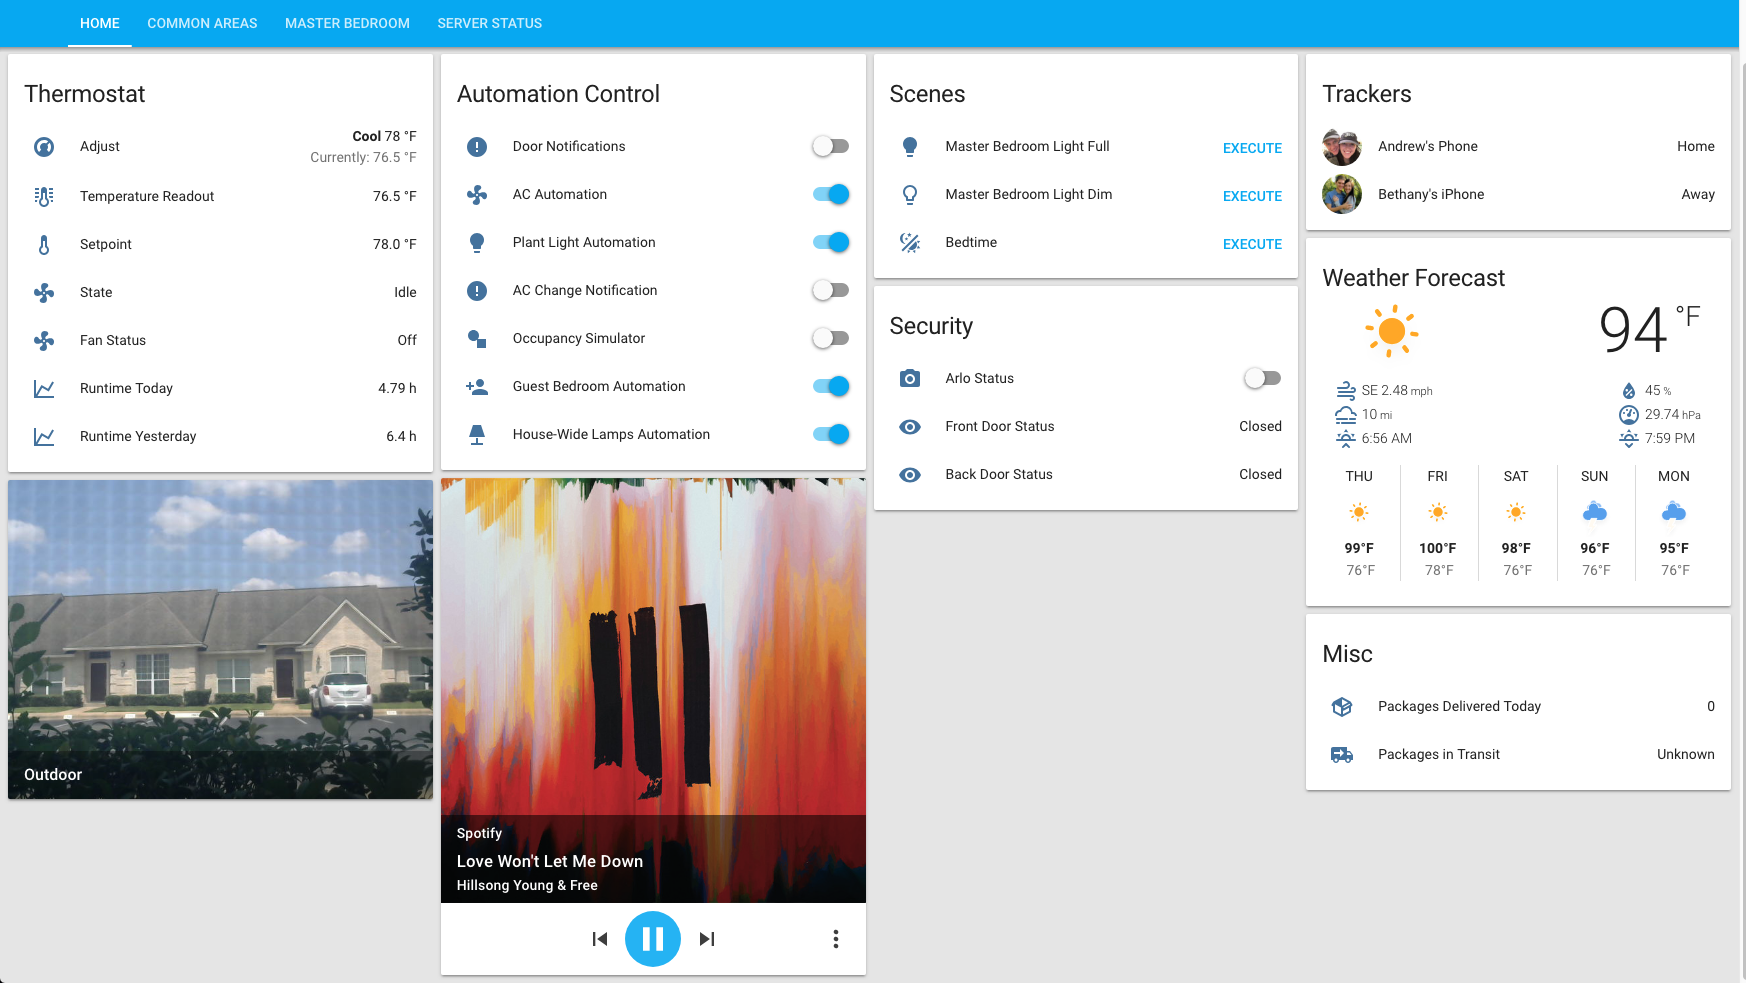 HOME COMMON AREAS MASTER BEDROOM SERVER STATUS
Thermostat
Adjust Cool 78 °F
Currently: 76.5 °F
Temperature Readout 76.5 °F
Setpoint 78.0 °F
State Idle
Fan Status Off
Runtime Today 4.79 h
Runtime Yesterday 6.4 h
Outdoor
Automation Control
Door Notifications
AC Automation
Plant Light Automation
AC Change Notification
Occupancy Simulator
Guest Bedroom Automation
House-Wide Lamps Automation
Spotify
Love Won't Let Me Down
Hillsong Young & Free
Scenes
Master Bedroom Light Full EXECUTE
Master Bedroom Light Dim EXECUTE
Bedtime EXECUTE
Security
Arlo Status
Front Door Status Closed
Back Door Status Closed
Trackers
Andrew's Phone Home
Bethany's iPhone Away
Weather Forecast
94 °F
SE 2.48 mph 45 %
10 mi 29.74 hPa
6:56 AM 7:59 PM
THU FRI SAT SUN MON
99°F 100°F 98°F 96°F 95°F
76°F 78°F 76°F 76°F 76°F
Misc
Packages Delivered Today 0
Packages in Transit Unknown